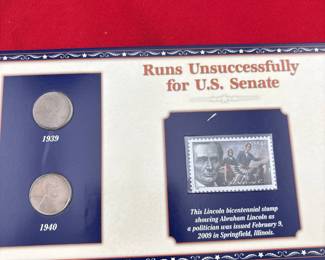 Runs Unsuccessfully
for U.S. Senate
1939
1940
This Lincoln bicentennial stamp
showing Abraham Lincoln as
a politician was issued February 9,
2009 in Springfield, Illinois.